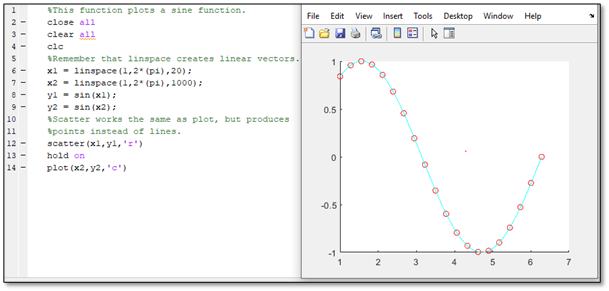 1 %This function plots a sine function.
2 - close all
3 - clear all
4 - clc
5 %Remember that linspace creates linear vectors.
6 - x1 = linspace(1,2*(pi),20);
7 - x2 = linspace(1,2*(pi),1000);
8 - y1 = sin(x1);
9 - y2 = sin(x2);
10 %Scatter works the same as plot, but produces
11 %points instead of lines.
12 - scatter(x1,y1,'r')
13 - hold on
14 - plot(x2,y2,'c')
File Edit View Insert Tools Desktop Window Help
1
0.5
0
-0.5
-1
1 2 3 4 5 6 7